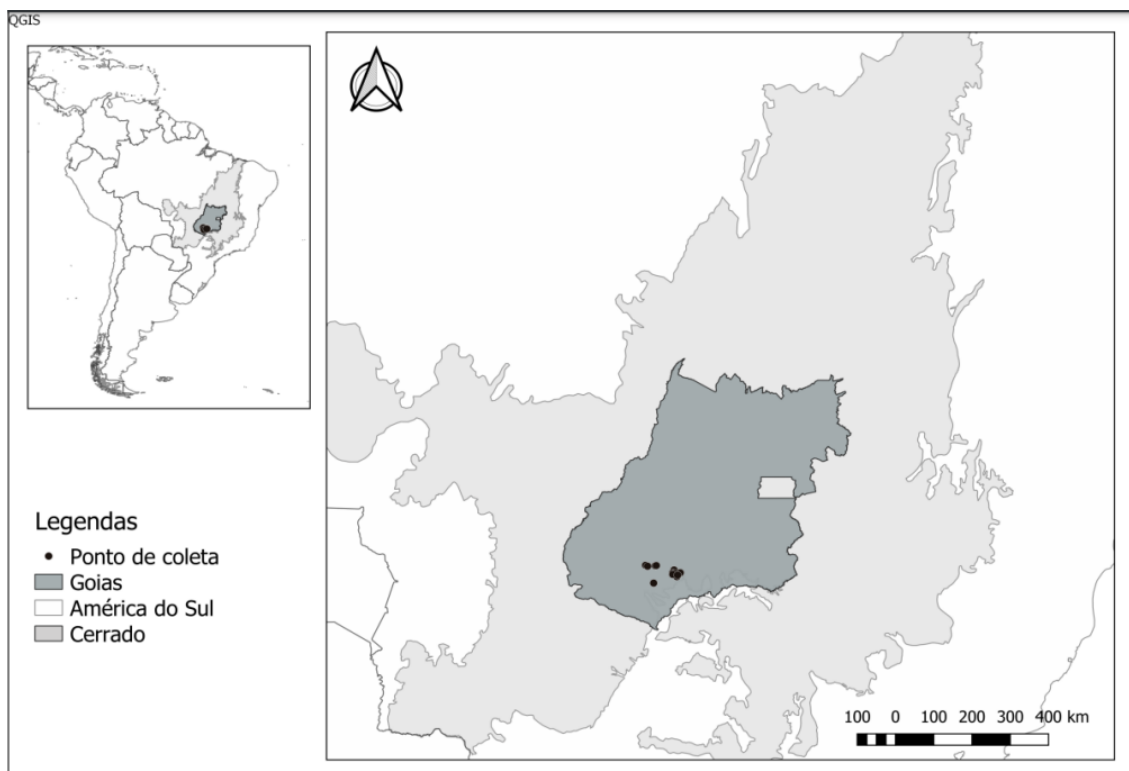 QGIS
Legendas
Ponto de coleta
Goias
América do Sul
Cerrado
100 0 100 200 300 400 km